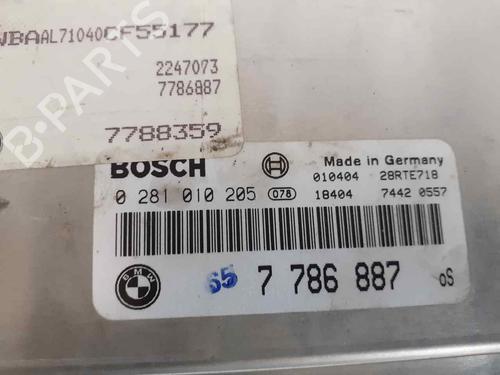 WBAAL71040CF55177
2247073
7786887
7788359
B-PARTS
BOSCH
Made in Germany
010404 28RTE718
0 281 010 205 078 18404 7442 0557
BMW
65 7 786 887 oS